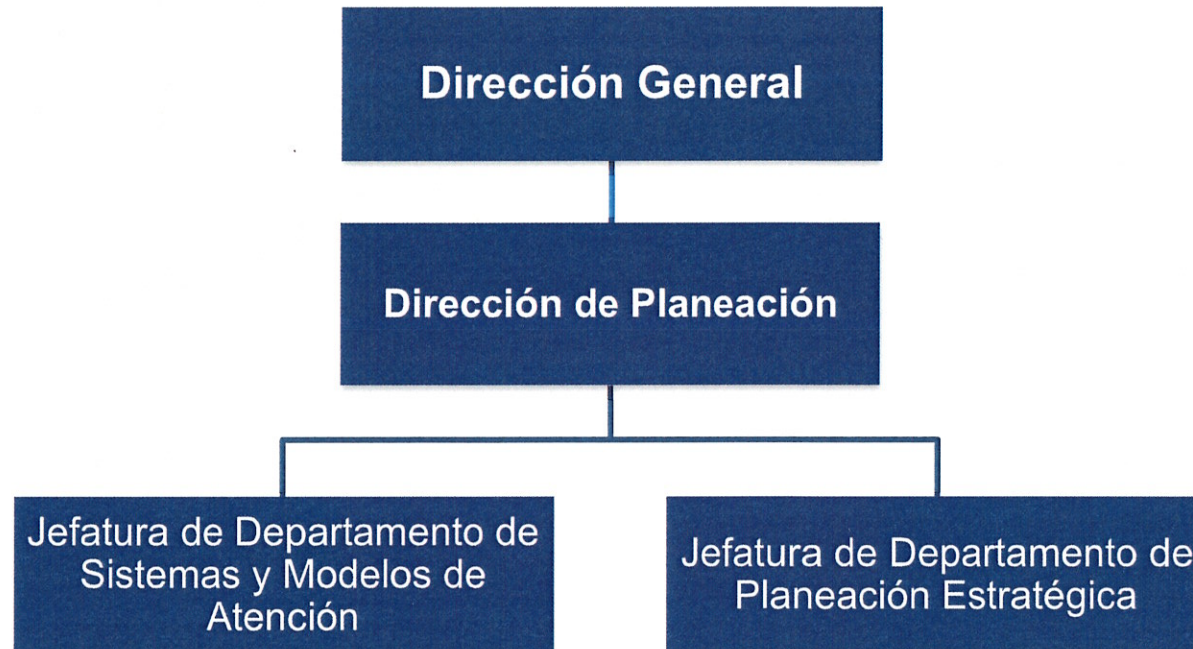 Dirección General
Dirección de Planeación
Jefatura de Departamento de
Sistemas y Modelos de
Atención
Jefatura de Departamento de
Planeación Estratégica